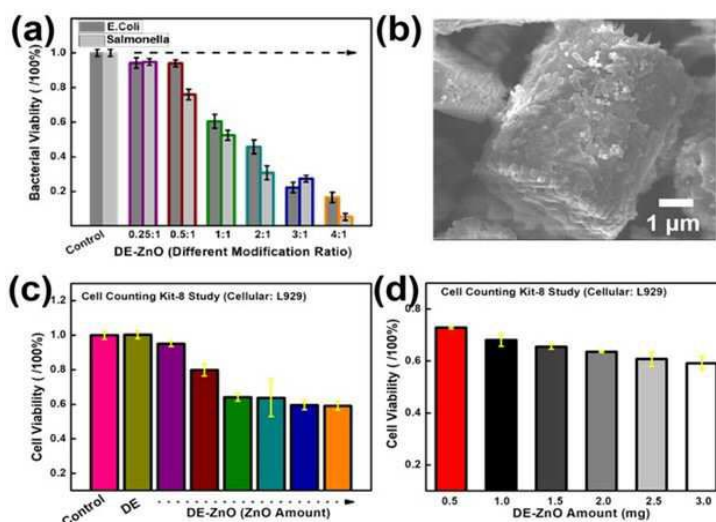 (a)
E.Coli
Salmonella
1.0
0.8
0.6
0.4
0.2
Bacterial Viability ( /100%)
Control
0.25:1 0.5:1 1:1 2:1 3:1 4:1
DE-ZnO (Different Modification Ratio)
(b)
1 μm
(c)
Cell Counting Kit-8 Study (Cellular: L929)
1.2
1.0
0.8
0.6
0.4
0.2
Cell Viability ( /100%)
Control
DE
DE-ZnO (ZnO Amount)
(d)
Cell Counting Kit-8 Study (Cellular: L929)
0.8
0.6
0.4
0.2
Cell Viability ( /100%)
0.5 1.0 1.5 2.0 2.5 3.0
DE-ZnO Amount (mg)